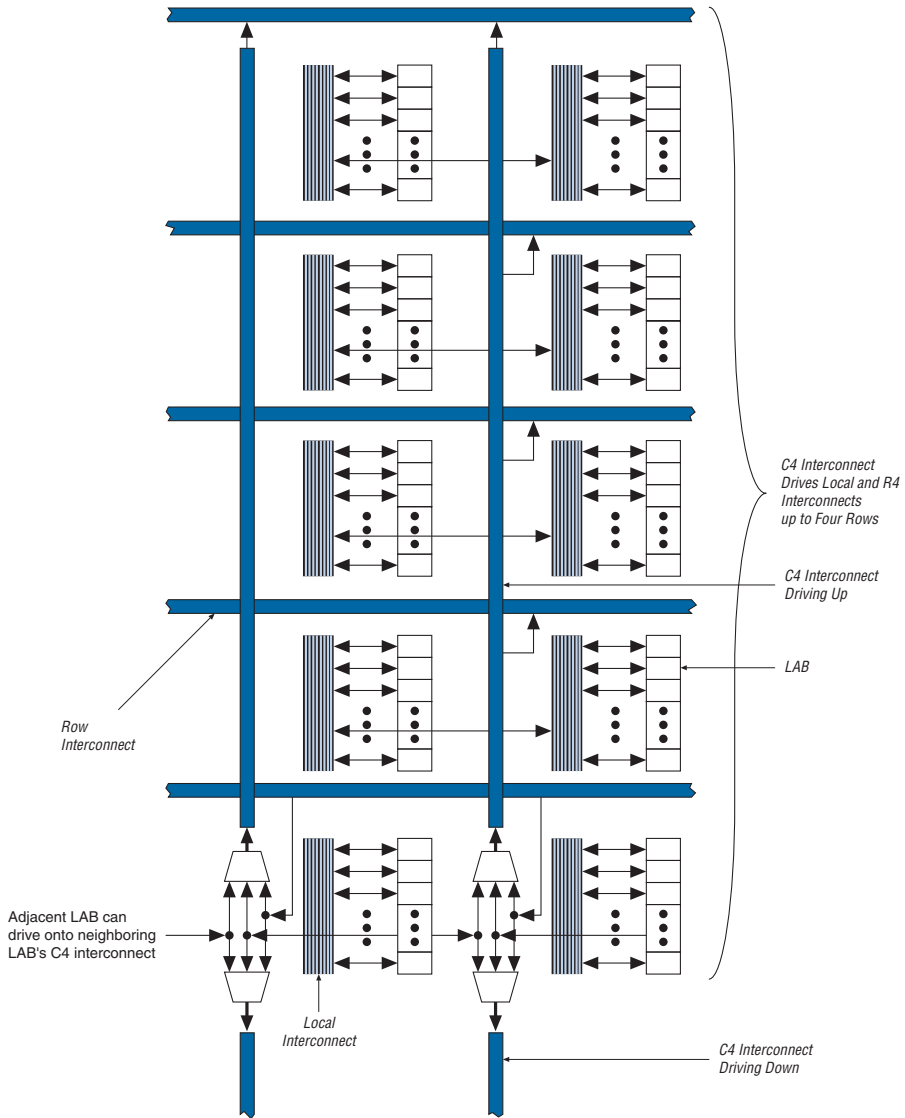 C4 Interconnect
Drives Local and R4
Interconnects
up to Four Rows
C4 Interconnect
Driving Up
LAB
Row
Interconnect
Adjacent LAB can
drive onto neighboring
LAB's C4 interconnect
Local
Interconnect
C4 Interconnect
Driving Down